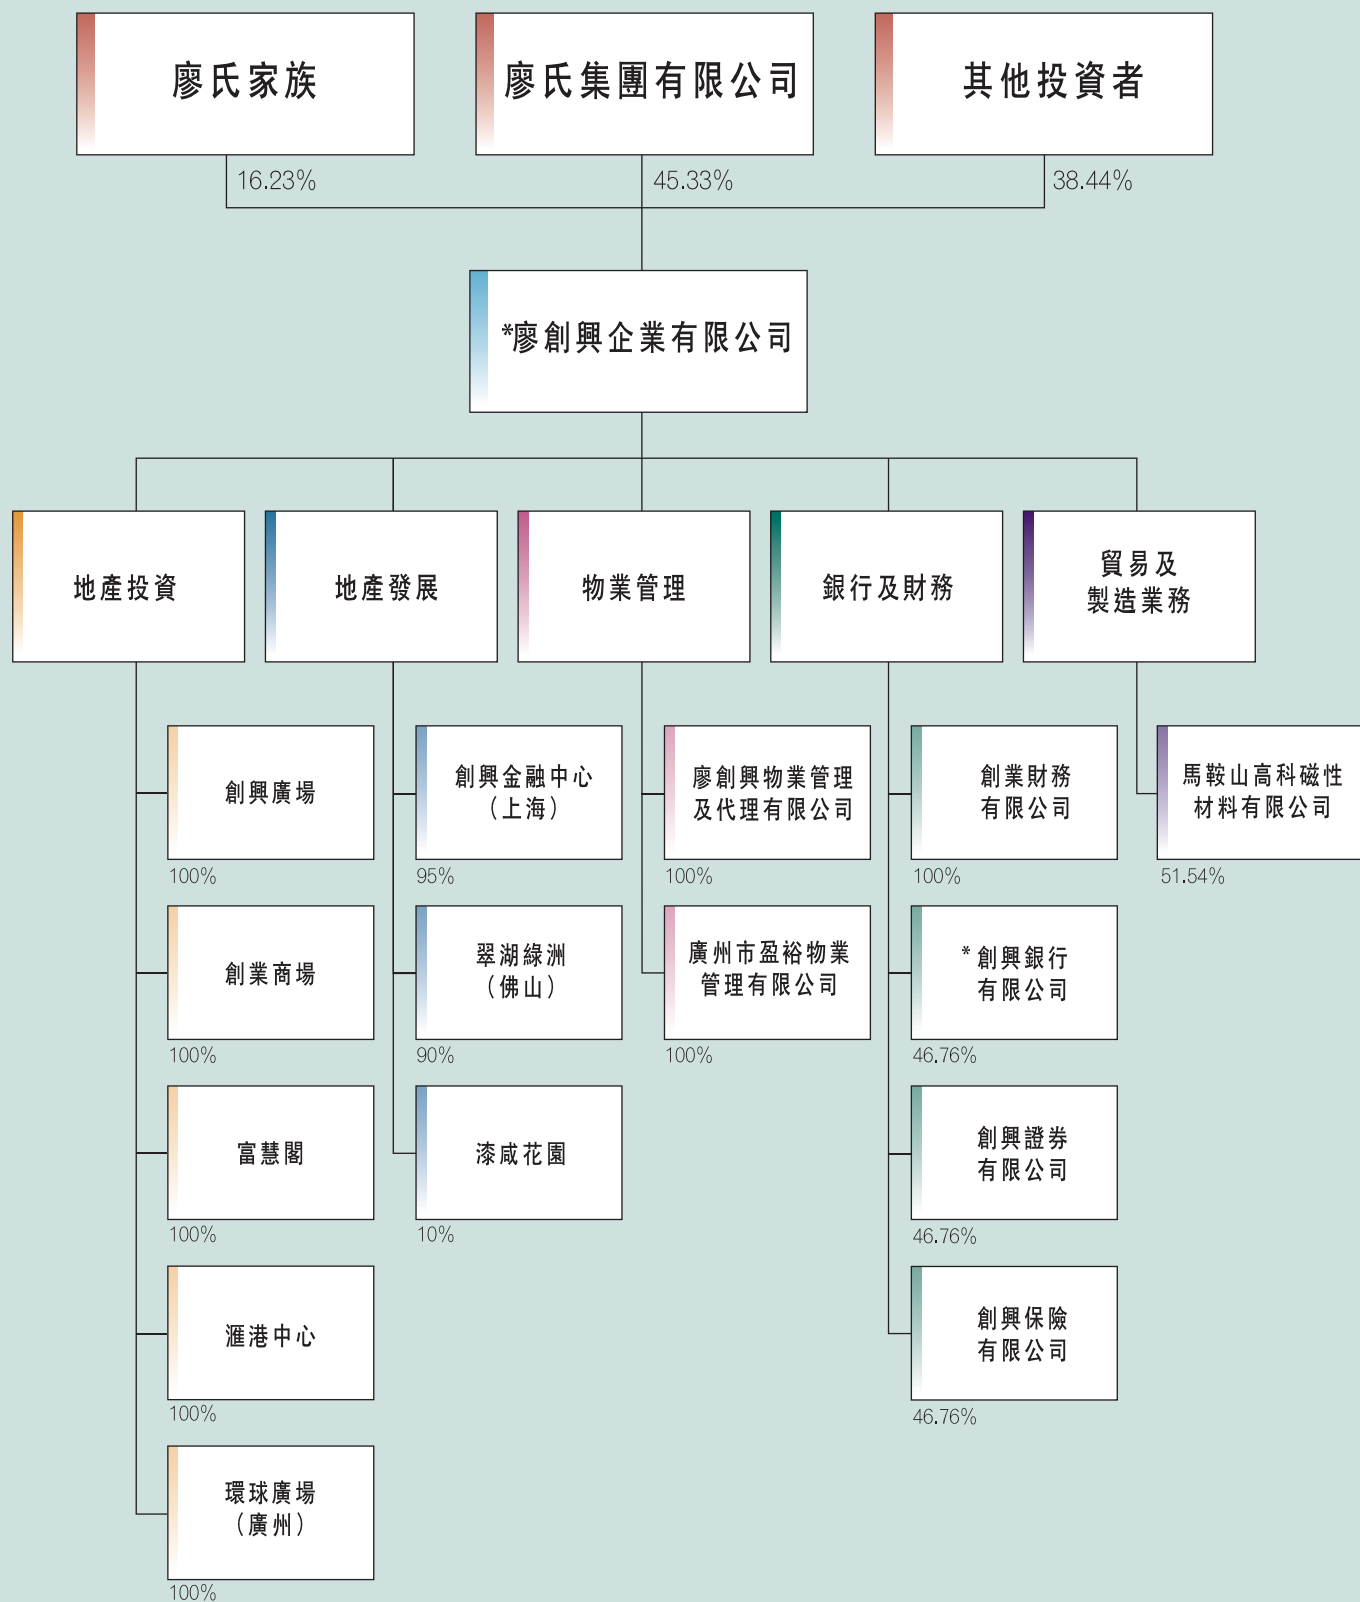 廖氏家族
廖氏集團有限公司
其他投資者
16.23%
45.33%
38.44%
*廖創興企業有限公司
地產投資
地產發展
物業管理
銀行及財務
貿易及
製造業務
創興廣場
100%
創業商場
100%
富慧閣
100%
滙港中心
100%
環球廣場
（廣州）
100%
創興金融中心
（上海）
95%
翠湖綠洲
（佛山）
90%
漆咸花園
10%
廖創興物業管理
及代理有限公司
100%
廣州市盈裕物業
管理有限公司
100%
創業財務
有限公司
100%
*創興銀行
有限公司
46.76%
創興證券
有限公司
46.76%
創興保險
有限公司
46.76%
馬鞍山高科磁性
材料有限公司
51.54%